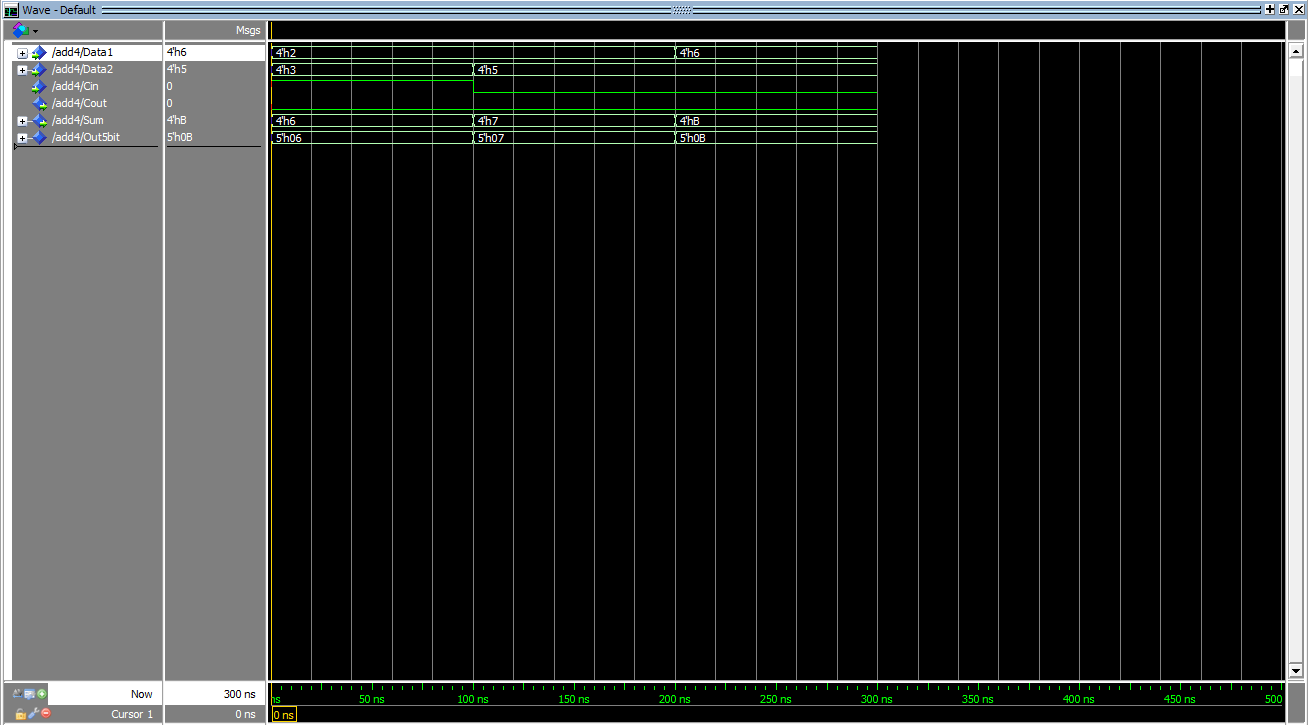 Wave - Default
Msgs
/add4/Data1 4'h6 4'h2 4'h6
/add4/Data2 4'h5 4'h3 4'h5
/add4/Cin 0
/add4/Cout 0
/add4/Sum 4'hB 4'h6 4'h7 4'hB
/add4/Out5bit 5'h0B 5'h06 5'h07 5'h0B
Now 300 ns ns 50 ns 100 ns 150 ns 200 ns 250 ns 300 ns 350 ns 400 ns 450 ns 500
Cursor 1 0 ns 0 ns